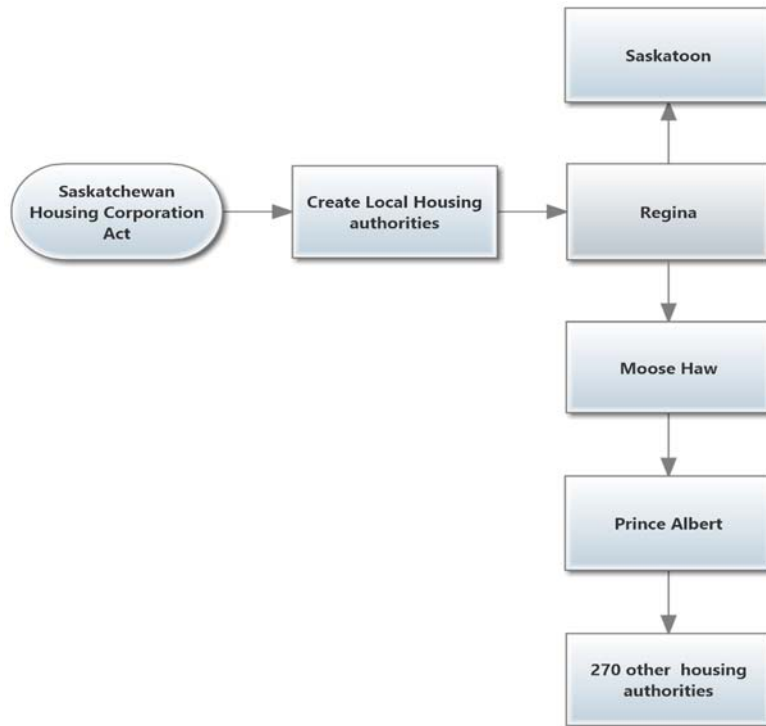 Saskatoon
Saskatchewan
Housing Corporation
Act
Create Local Housing
authorities
Regina
Moose Haw
Prince Albert
270 other housing
authorities